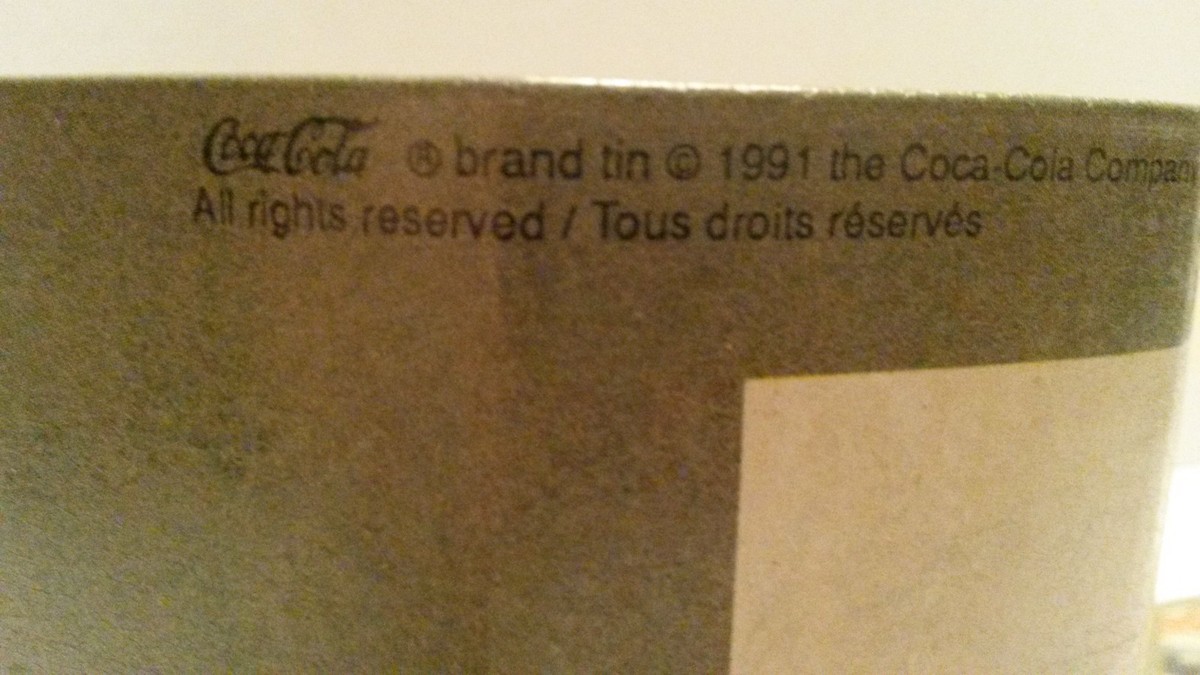 Coca-Cola ® brand tin © 1991 the Coca-Cola Company
All rights reserved / Tous droits réservés